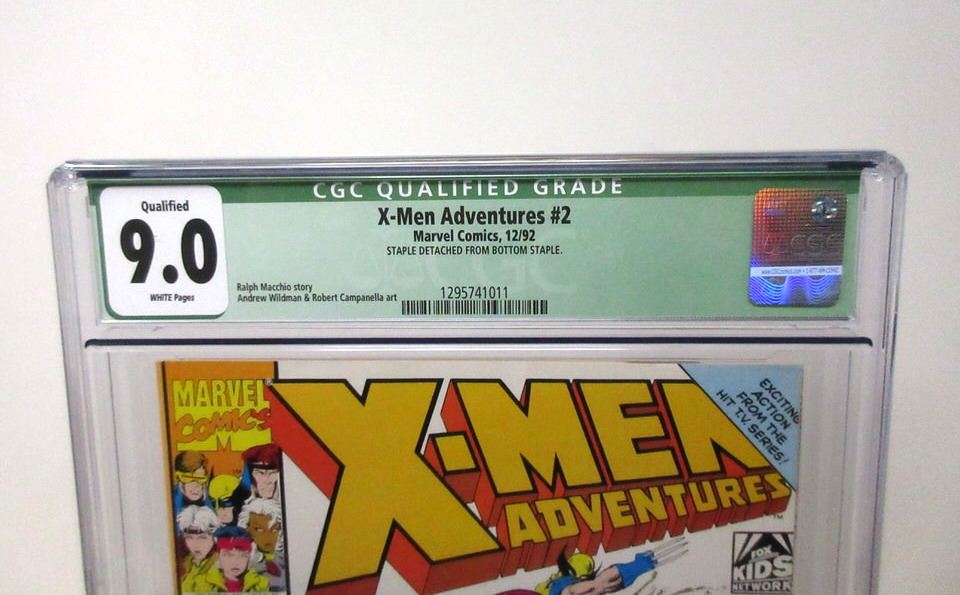 CGC QUALIFIED GRADE
Qualified
9.0
WHITE Pages
X-Men Adventures #2
Marvel Comics, 12/92
STAPLE DETACHED FROM BOTTOM STAPLE.
Ralph Macchio story
Andrew Wildman & Robert Campanella art
1295741011
CGC
MARVEL
COMICS
M
X-MEN
ADVENTURES
TM
EXCITING
ACTION
FROM THE
HIT T.V. SERIES!
FOX
KIDS
NETWORK